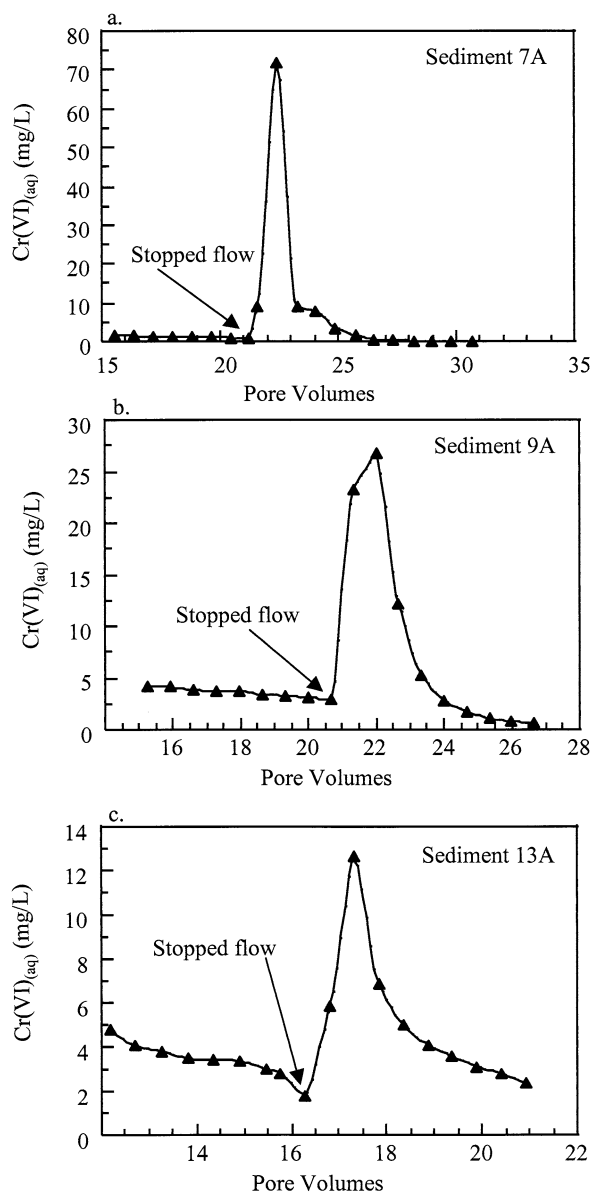 a.
80
70
60
50
40
30
20
10
0
Cr(VI)(aq) (mg/L)
Sediment 7A
Stopped flow
15 20 25 30 35
Pore Volumes
b.
30
25
20
15
10
5
0
Cr(VI)(aq) (mg/L)
Sediment 9A
Stopped flow
16 18 20 22 24 26 28
Pore Volumes
c.
14
12
10
8
6
4
2
0
Cr(VI)(aq) (mg/L)
Sediment 13A
Stopped flow
14 16 18 20 22
Pore Volumes